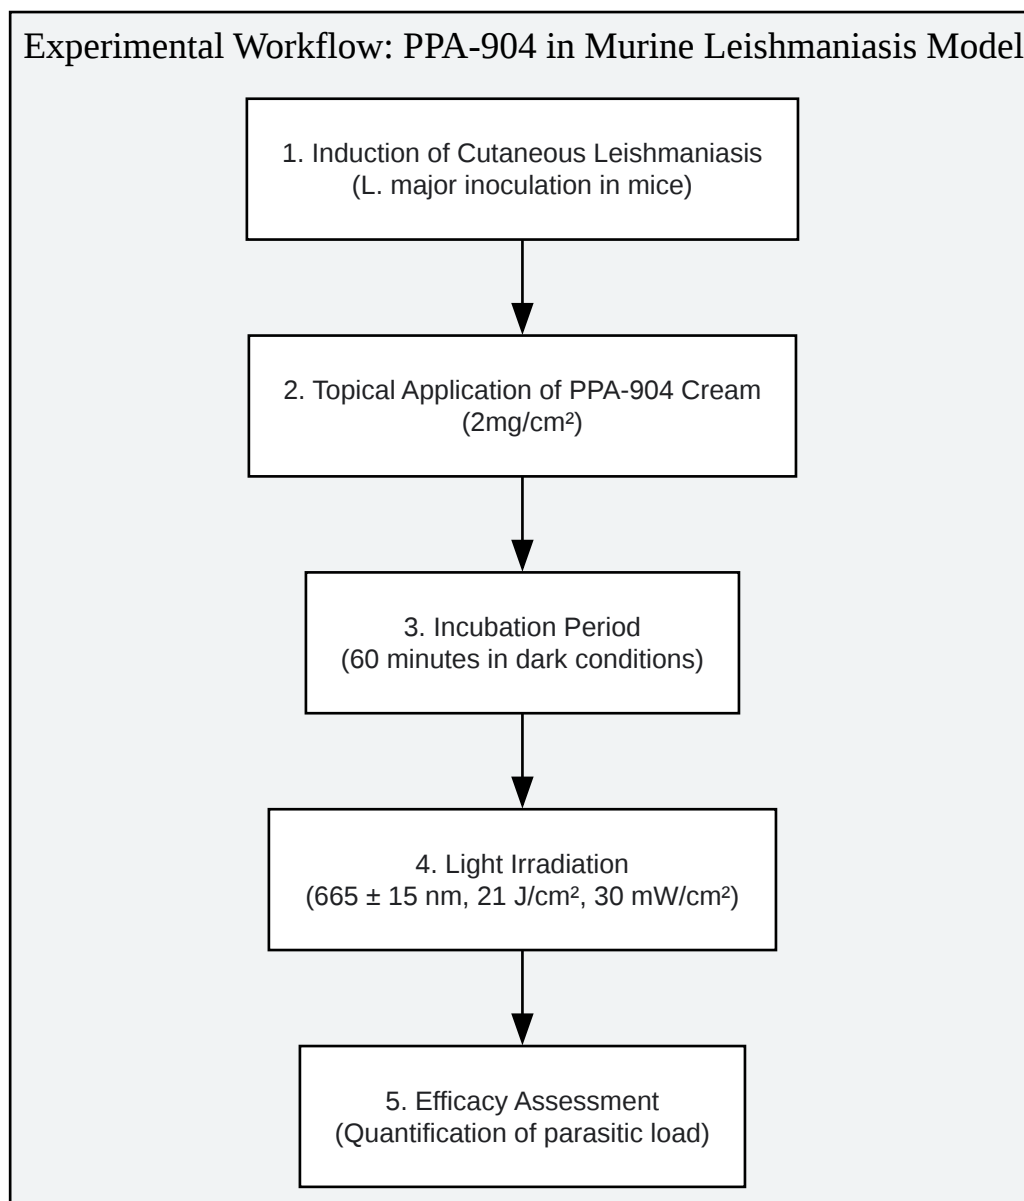 Experimental Workflow: PPA-904 in Murine Leishmaniasis Model
1. Induction of Cutaneous Leishmaniasis
(L. major inoculation in mice)
2. Topical Application of PPA-904 Cream
(2mg/cm²)
3. Incubation Period
(60 minutes in dark conditions)
4. Light Irradiation
(665 ± 15 nm, 21 J/cm², 30 mW/cm²)
5. Efficacy Assessment
(Quantification of parasitic load)